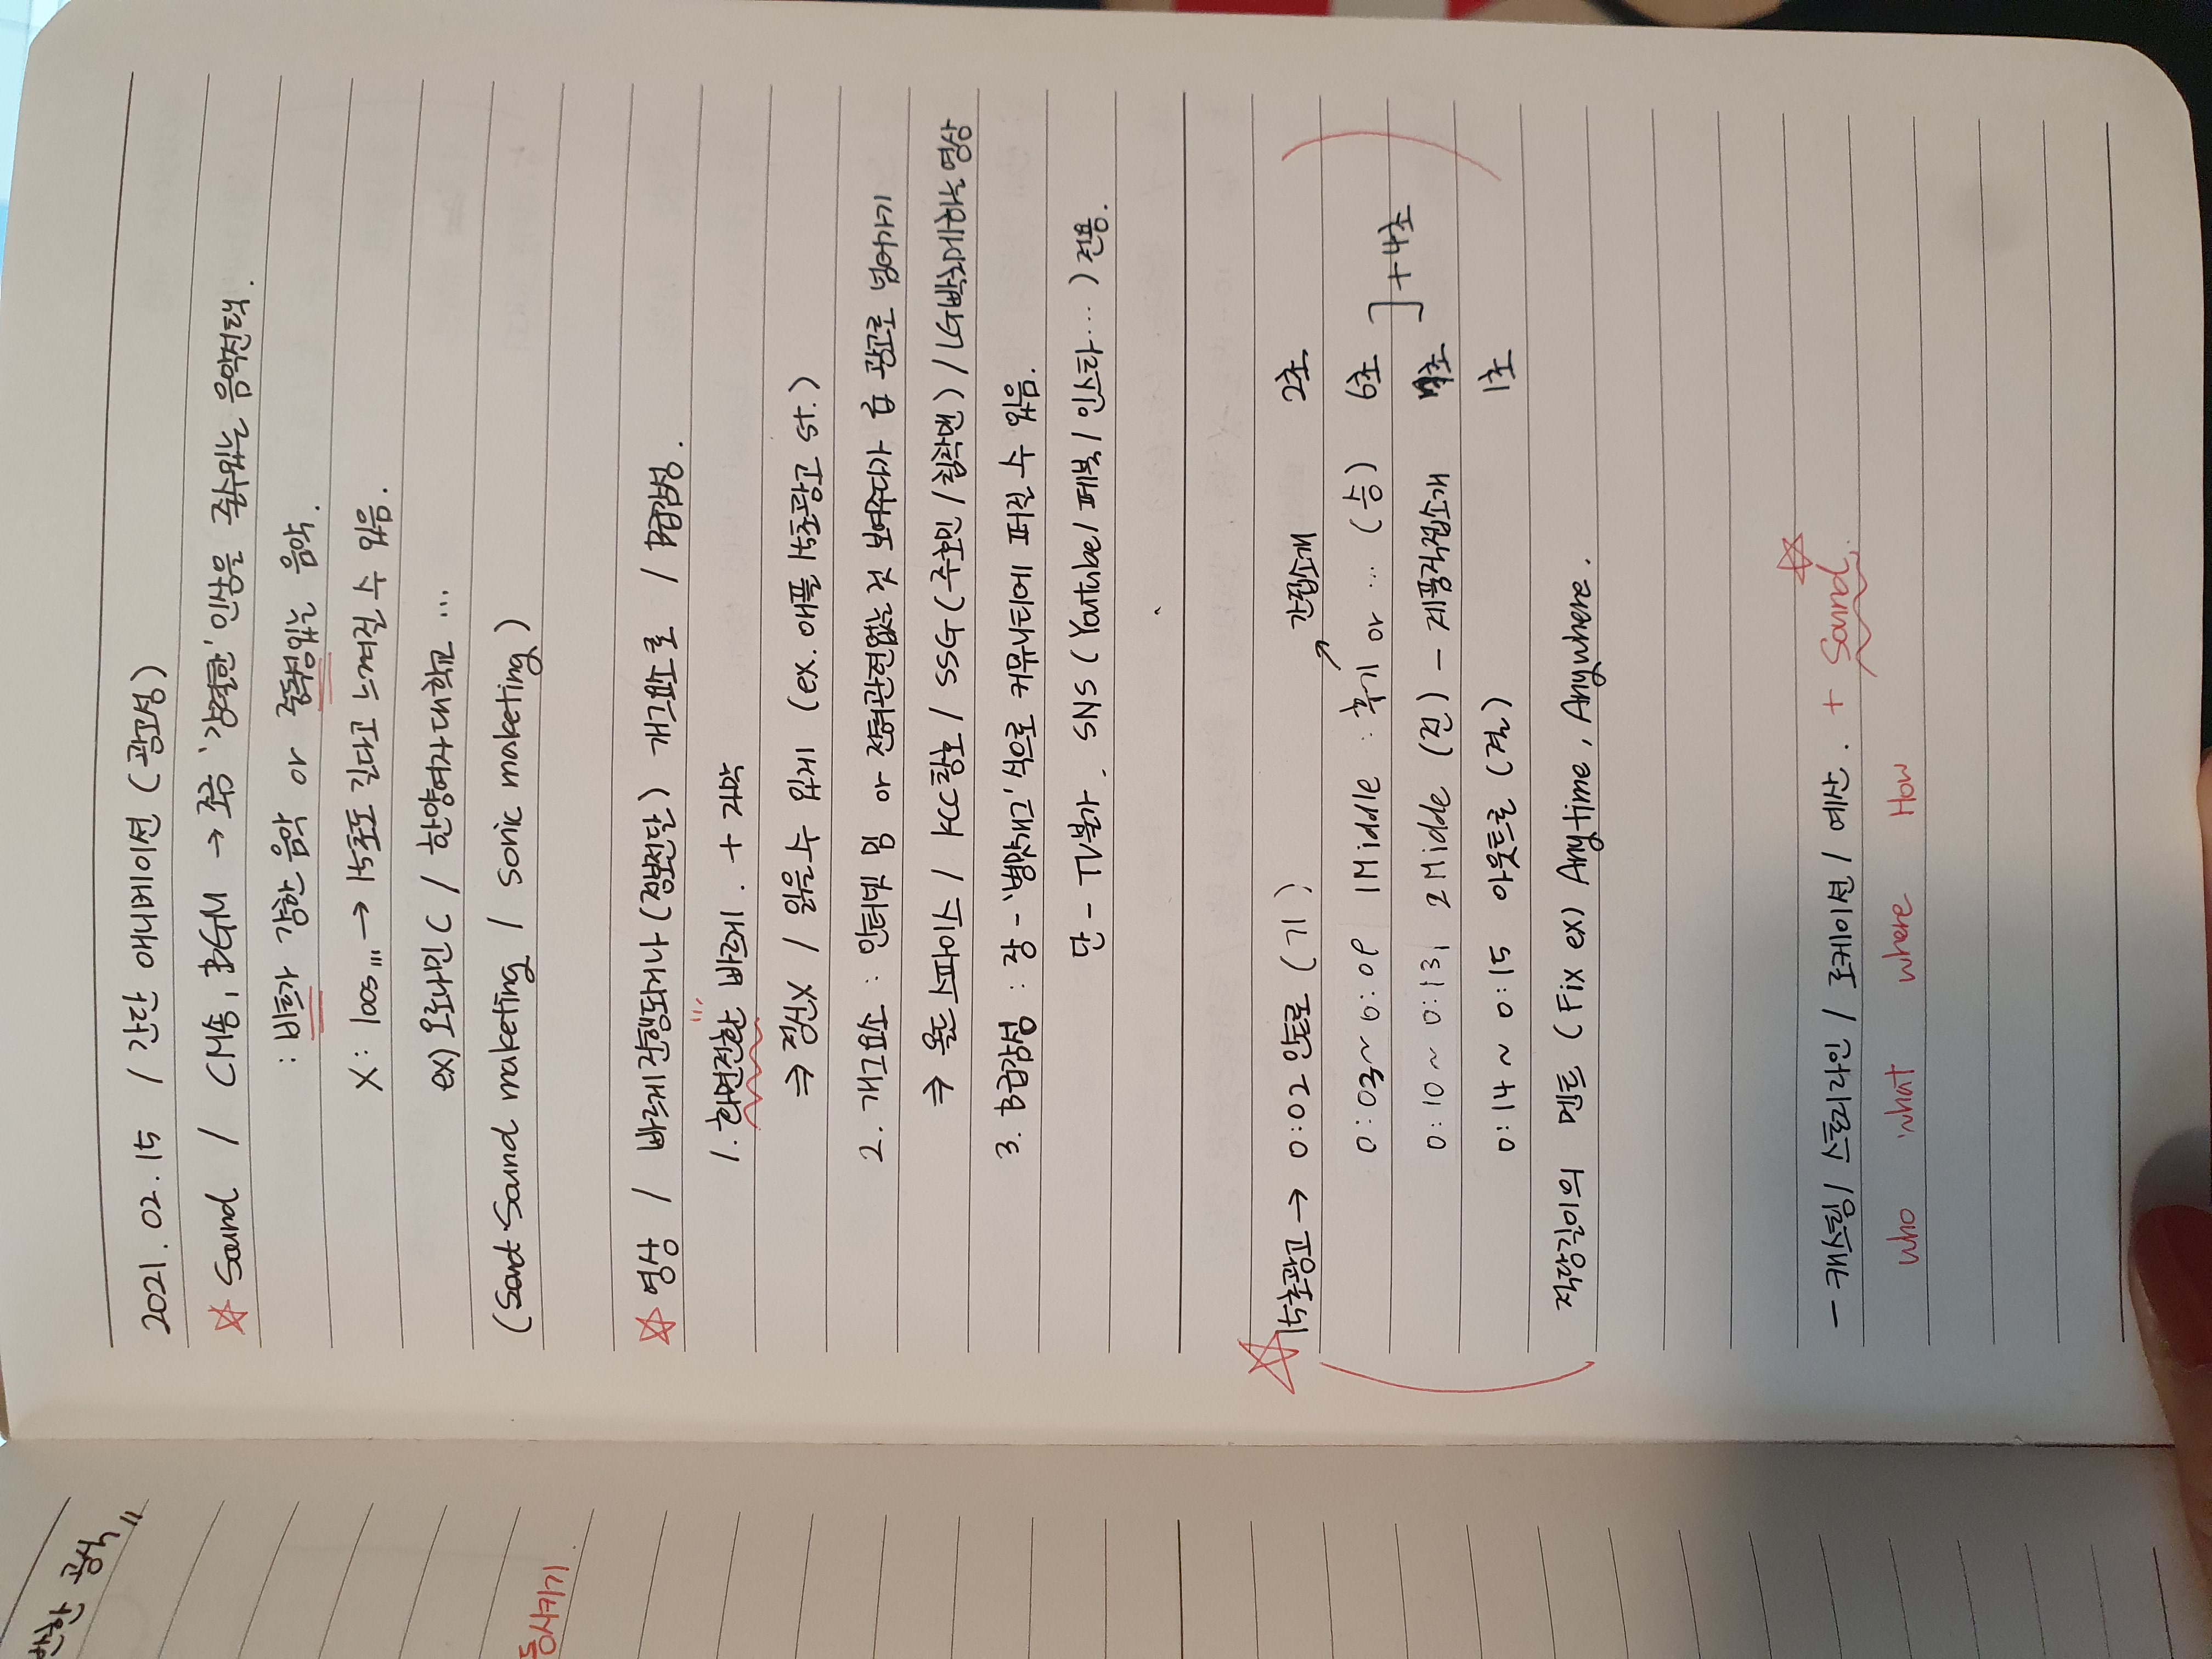 반한 공식 "
동시키기.
2021. 02. 15 / 간단 애니메이션 (광고성)
☆ Sound / CM송, BGM → 조금 '강렬한' 인상을 줄수있는 음악선택.
: 비트가 강한 음악 or 중독성있는 음악.
X : loos,,, → 15초도 길다고 느껴질 수 있음.
ex) 오로나민 C / 한양여자대학교 ...
(Sound maketing / sonic maketing)
☆ 영상 / 빠르게 진행되거나 (정보전달) 개그요소로 / B급감성.
1. 화면전환 빠르게. + 자막
⇒ 정신X / 읽을수 있게 (ex. 애플 15초광고 st.)
2. 개그요소 : 인터넷 밈 or 전혀관련없는 것 보여주다가 급 광고로 넘어가기
⇒ 올드스파이스 / KCC창호 / SSG (주호민 / 침착맨) / LG빡치게하는 영상
3. B급감성 : 장 - '병맛개그' 식으로 커뮤니티에 퍼질 수 있음.
단 - TV불가. SNS (Youtube / 페북 / 인스타 ...) 전용.
☆ 15초광고 → 0:02 인트로 (기) 2초
간접소개
0:03 ~ 0:09 1Middle : 후기 or ... (승) 6초
] +4초
0:10 ~ 0:13, 2Midde (전) - 제품직접소개 초
0:14 ~ 0:15 아웃트로 (결) 1초
적당길이의 멘트 (Fix ex) Anytime, Anywhere.
- 캐스팅 / 스토리라인 / 로케이션 / 예산. + Sound. ☆
who what where How